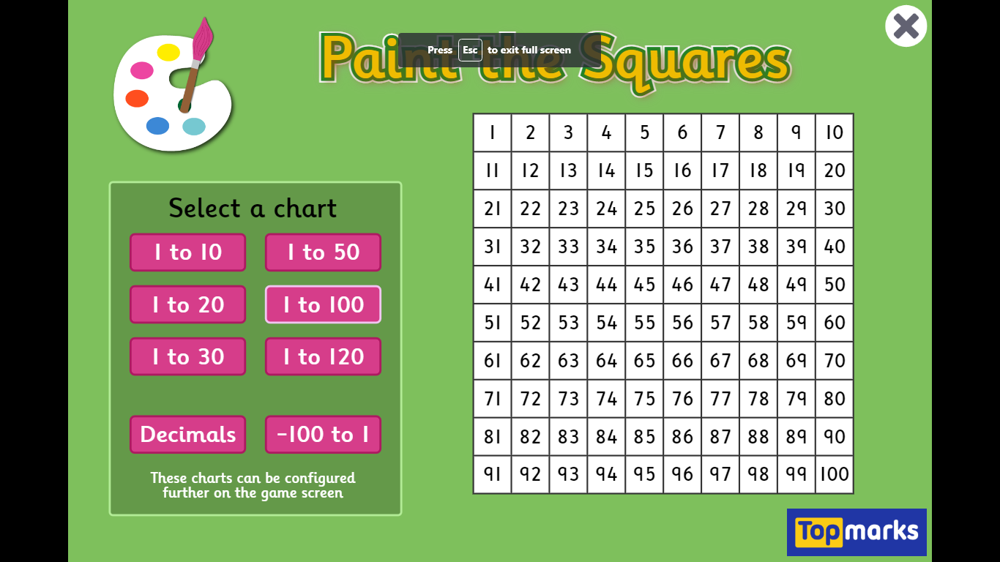 Paint the Squares
Press Esc to exit full screen
Select a chart
1 to 10 1 to 50
1 to 20 1 to 100
1 to 30 1 to 120
Decimals -100 to 1
These charts can be configured
further on the game screen
1 2 3 4 5 6 7 8 9 10
11 12 13 14 15 16 17 18 19 20
21 22 23 24 25 26 27 28 29 30
31 32 33 34 35 36 37 38 39 40
41 42 43 44 45 46 47 48 49 50
51 52 53 54 55 56 57 58 59 60
61 62 63 64 65 66 67 68 69 70
71 72 73 74 75 76 77 78 79 80
81 82 83 84 85 86 87 88 89 90
91 92 93 94 95 96 97 98 99 100
Topmarks